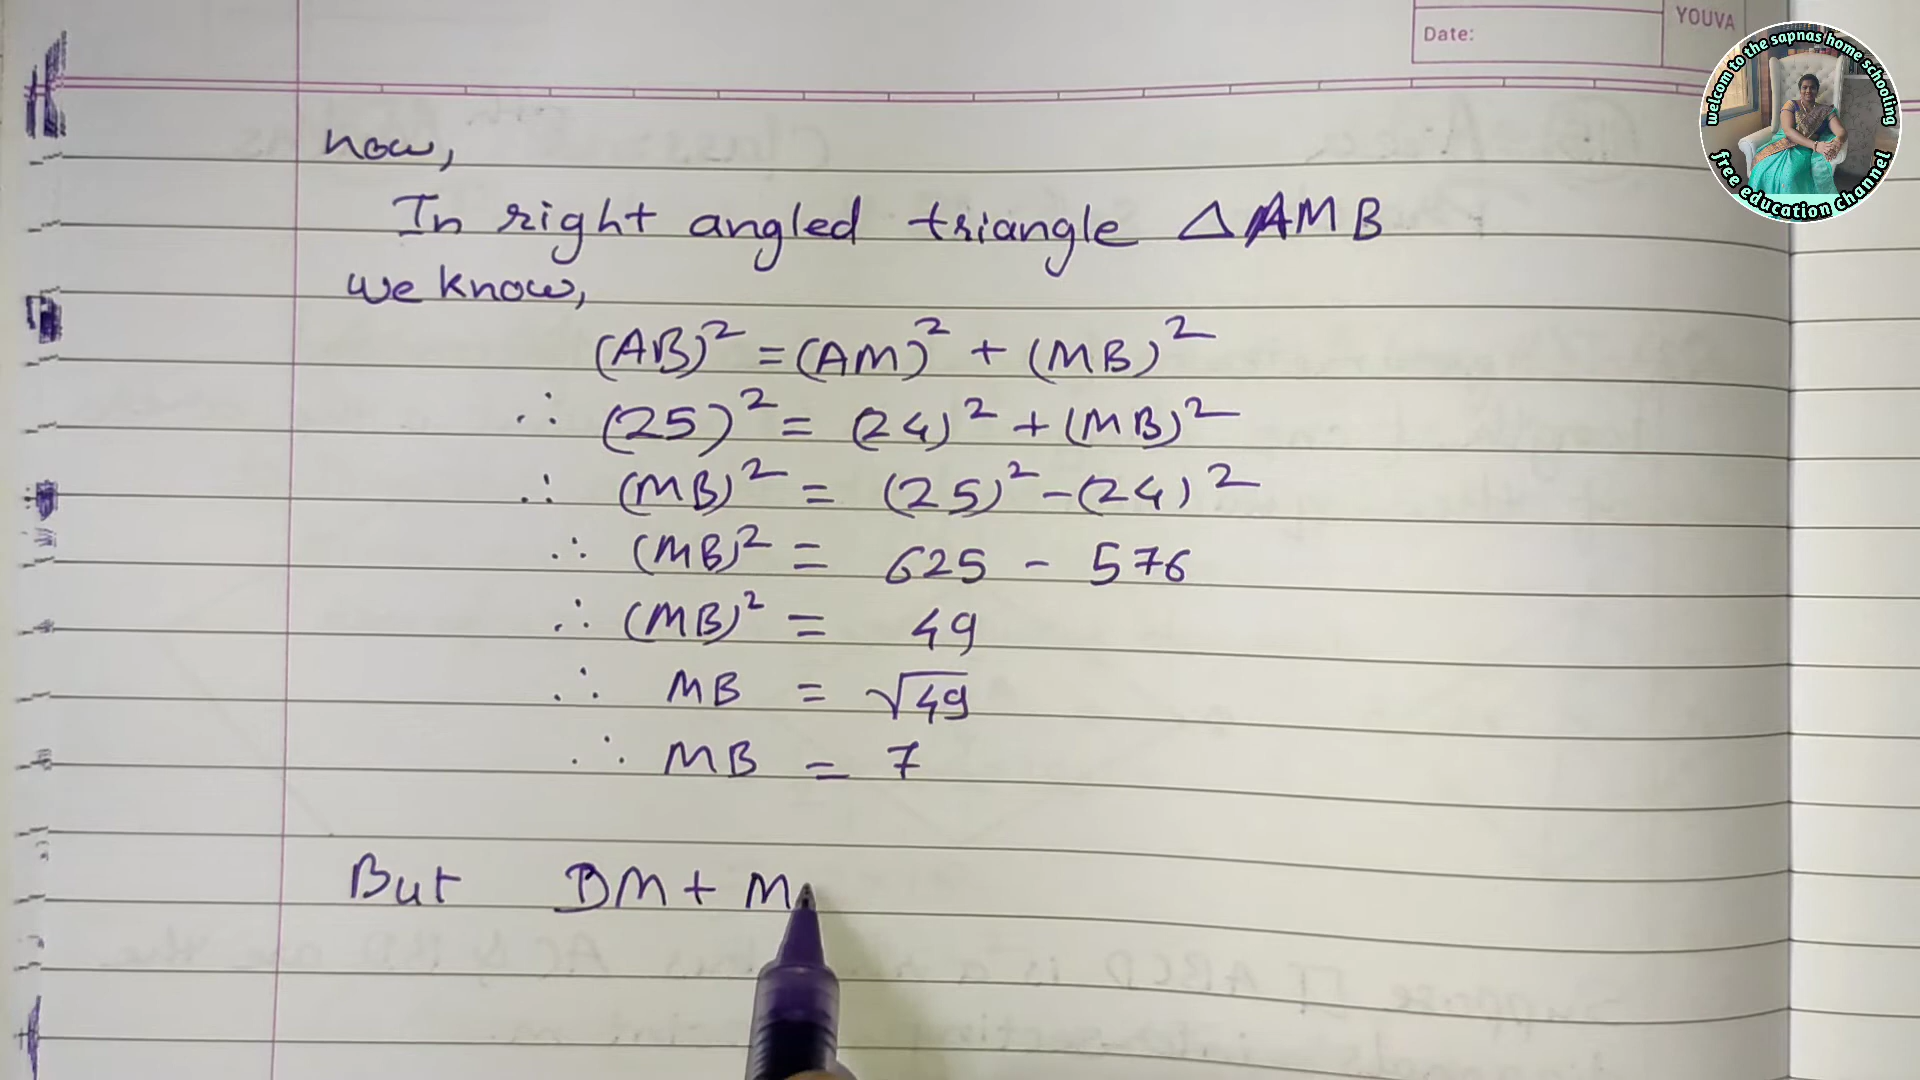 YOUVA
Date:
welcom to the sapnas home schooling
free education channel
now,
In right angled triangle △AMB
we know,
(AB)² = (AM)² + (MB)²
∴ (25)² = (24)² + (MB)²
∴ (MB)² = (25)² - (24)²
∴ (MB)² = 625 - 576
∴ (MB)² = 49
∴ MB = √49
∴ MB = 7
But BM + M